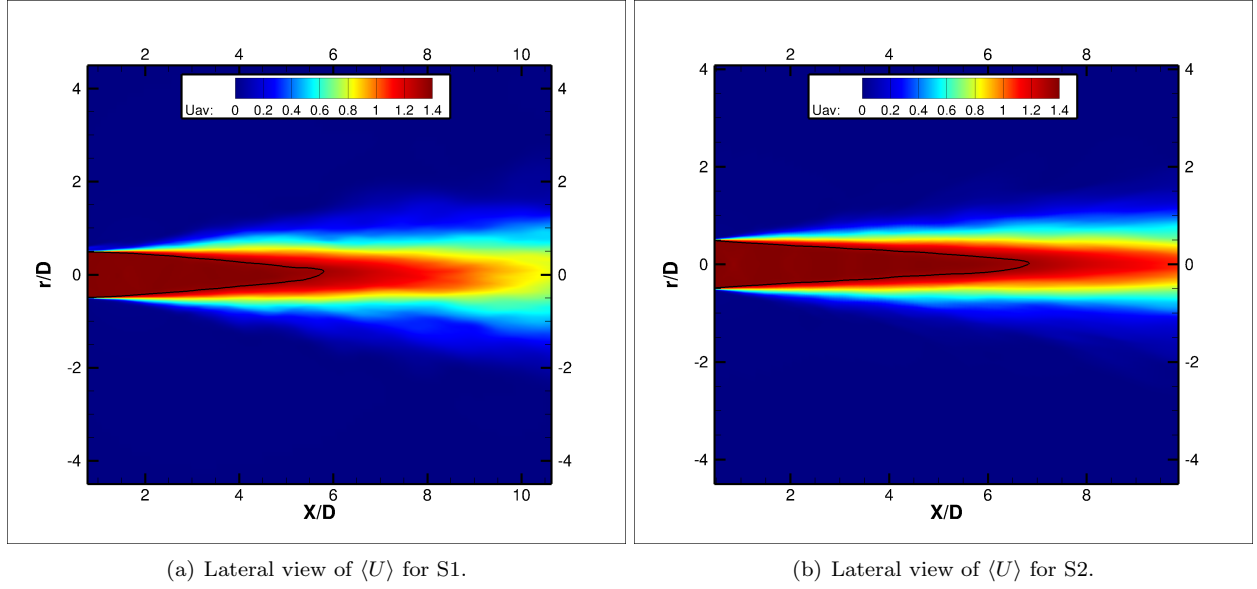 2 4 6 8 10
Uav: 0 0.2 0.4 0.6 0.8 1 1.2 1.4
4 2 0 -2 -4
r/D
2 0 -2 -4
2 4 6 8 10
X/D
(a) Lateral view of ⟨U⟩ for S1.
2 4 6 8
Uav: 0 0.2 0.4 0.6 0.8 1 1.2 1.4
4 2 0 -2 -4
r/D
4 2 0 -2 -4
2 4 6 8
X/D
(b) Lateral view of ⟨U⟩ for S2.